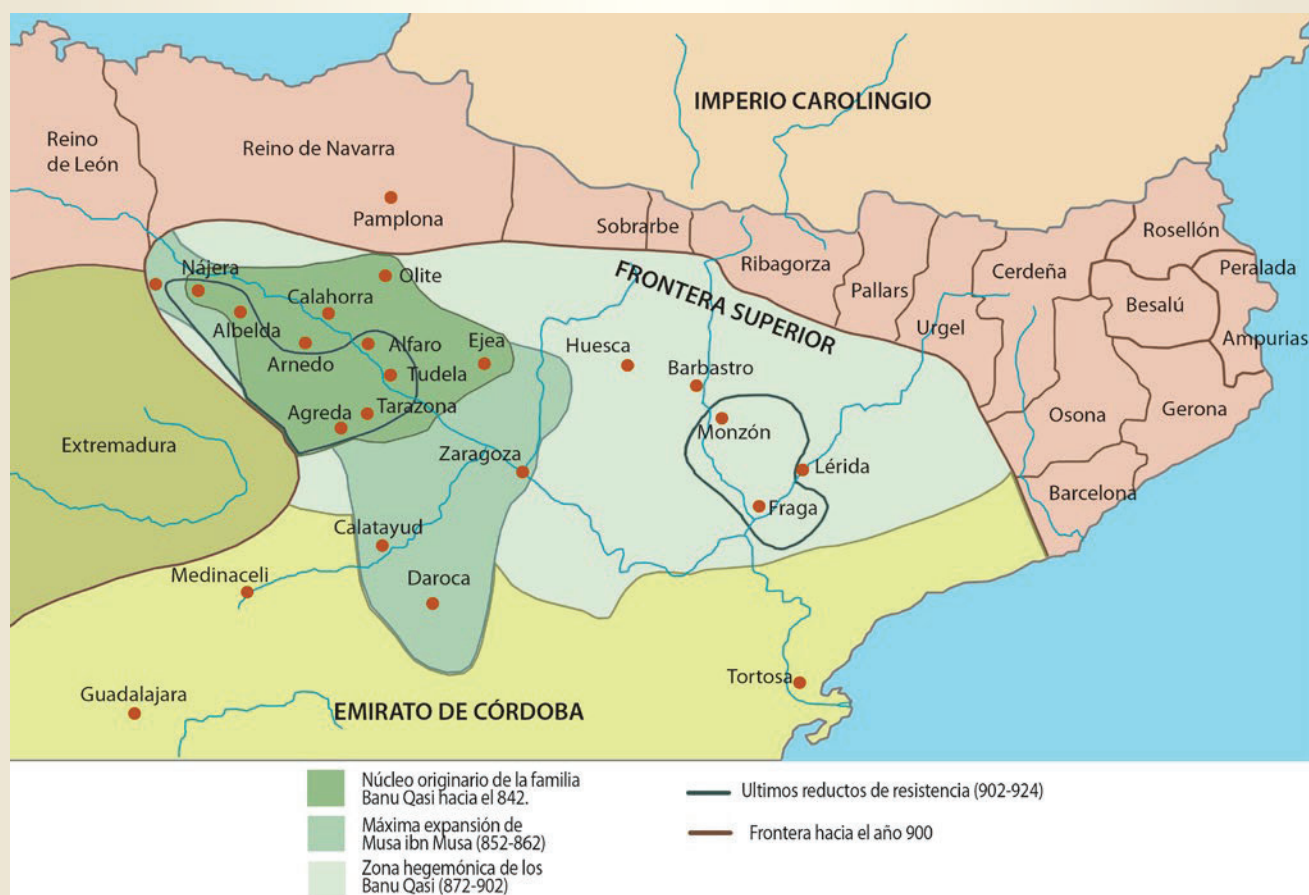 IMPERIO CAROLINGIO
Reino
de León
Reino de Navarra
Pamplona
Sobrarbe
Ribagorza
Pallars
Urgel
Cerdeña
Rosellón
Peralada
Besalú
Ampurias
Osona
Gerona
Barcelona
FRONTERA SUPERIOR
Nájera
Olite
Calahorra
Albelda
Arnedo
Alfaro
Ejea
Tudela
Tarazona
Agreda
Huesca
Barbastro
Monzón
Lérida
Fraga
Zaragoza
Extremadura
Calatayud
Medinaceli
Daroca
Tortosa
Guadalajara
EMIRATO DE CÓRDOBA
Núcleo originario de la familia
Banu Qasi hacia el 842.
Máxima expansión de
Musa ibn Musa (852-862)
Zona hegemónica de los
Banu Qasi (872-902)
Ultimos reductos de resistencia (902-924)
Frontera hacia el año 900